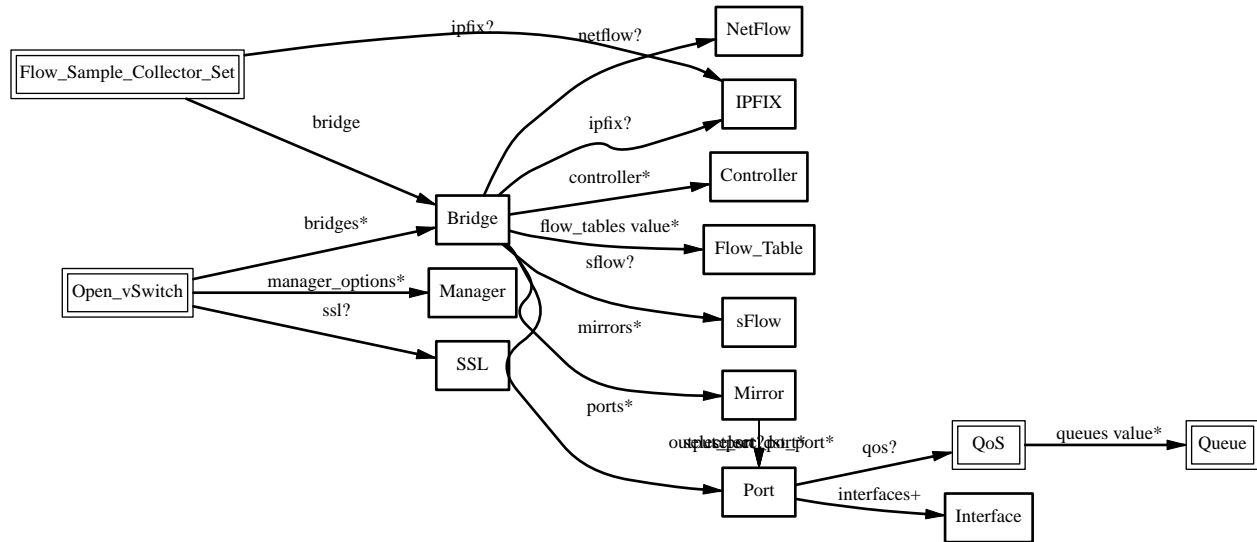 NetFlow
ipfix?
netflow?
Flow_Sample_Collector_Set
IPFIX
bridge
ipfix?
controller*
Controller
bridges*
Bridge
flow_tables value*
Flow_Table
sflow?
Open_vSwitch
manager_options*
Manager
ssl?
sFlow
mirrors*
SSL
Mirror
ports*
qos?
QoS
queues value*
Queue
Port
interfaces+
Interface